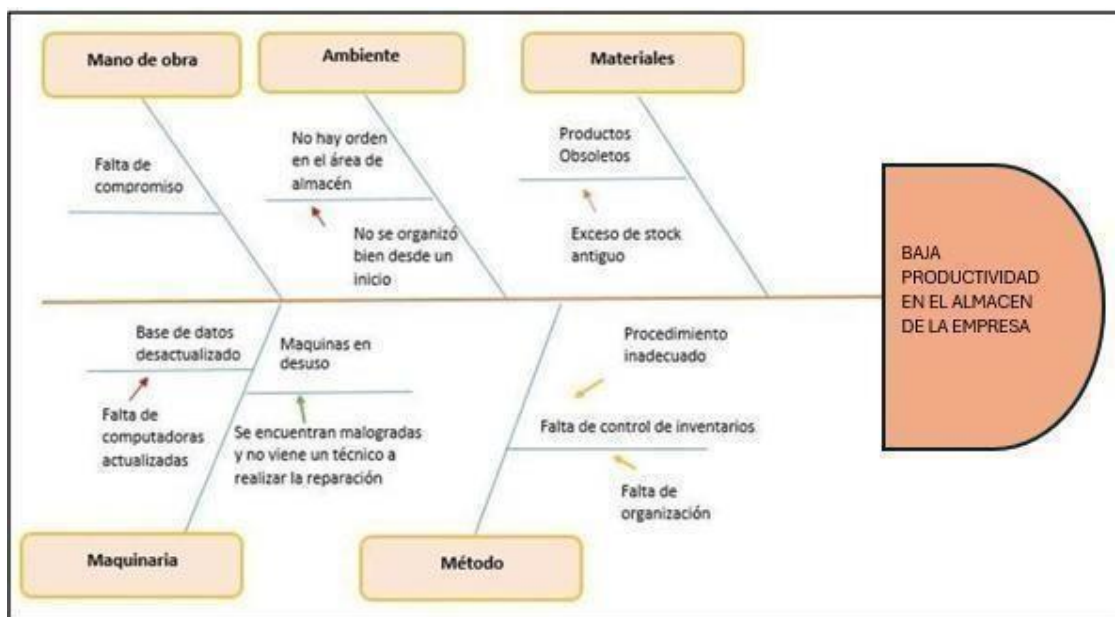 Mano de obra
Ambiente
Materiales
Falta de
compromiso
No hay orden
en el área de
almacén
No se organizó
bien desde un
inicio
Productos
Obsoletos
Exceso de stock
antiguo
BAJA
PRODUCTIVIDAD
EN EL ALMACEN
DE LA EMPRESA
Base de datos
desactualizado
Falta de
computadoras
actualizadas
Maquinas en
desuso
Se encuentran malogradas
y no viene un técnico a
realizar la reparación
Procedimiento
inadecuado
Falta de control de inventarios
Falta de
organización
Maquinaria
Método